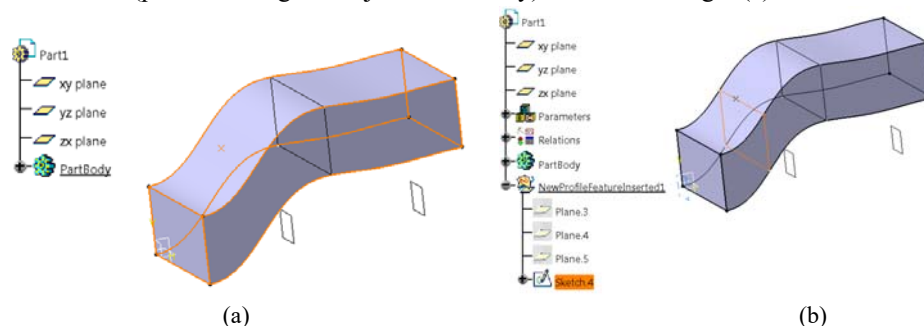 Part1
xy plane
yz plane
zx plane
PartBody
(a)
Part1
xy plane
yz plane
zx plane
Parameters
Relations
PartBody
NewProfileFeatureInserted1
Plane.3
Plane.4
Plane.5
Sketch.4
(b)